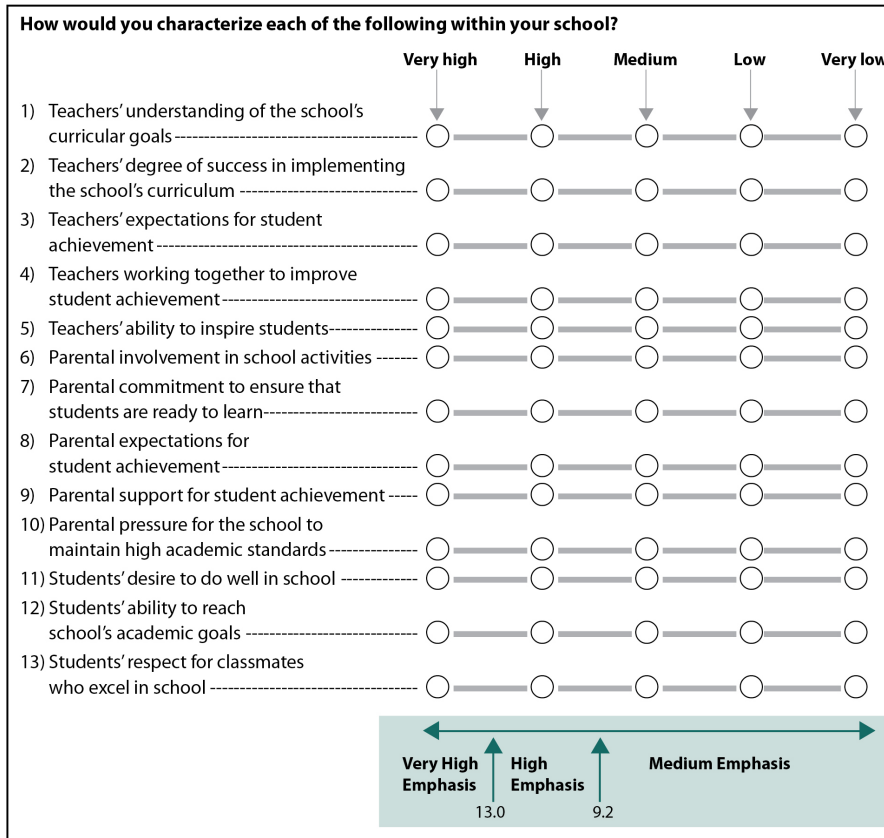 How would you characterize each of the following within your school?
Very high High Medium Low Very low
1) Teachers’ understanding of the school’s
curricular goals
2) Teachers’ degree of success in implementing
the school’s curriculum
3) Teachers’ expectations for student
achievement
4) Teachers working together to improve
student achievement
5) Teachers’ ability to inspire students
6) Parental involvement in school activities
7) Parental commitment to ensure that
students are ready to learn
8) Parental expectations for
student achievement
9) Parental support for student achievement
10) Parental pressure for the school to
maintain high academic standards
11) Students’ desire to do well in school
12) Students’ ability to reach
school’s academic goals
13) Students’ respect for classmates
who excel in school
Very High High Medium Emphasis
Emphasis Emphasis
13.0 9.2